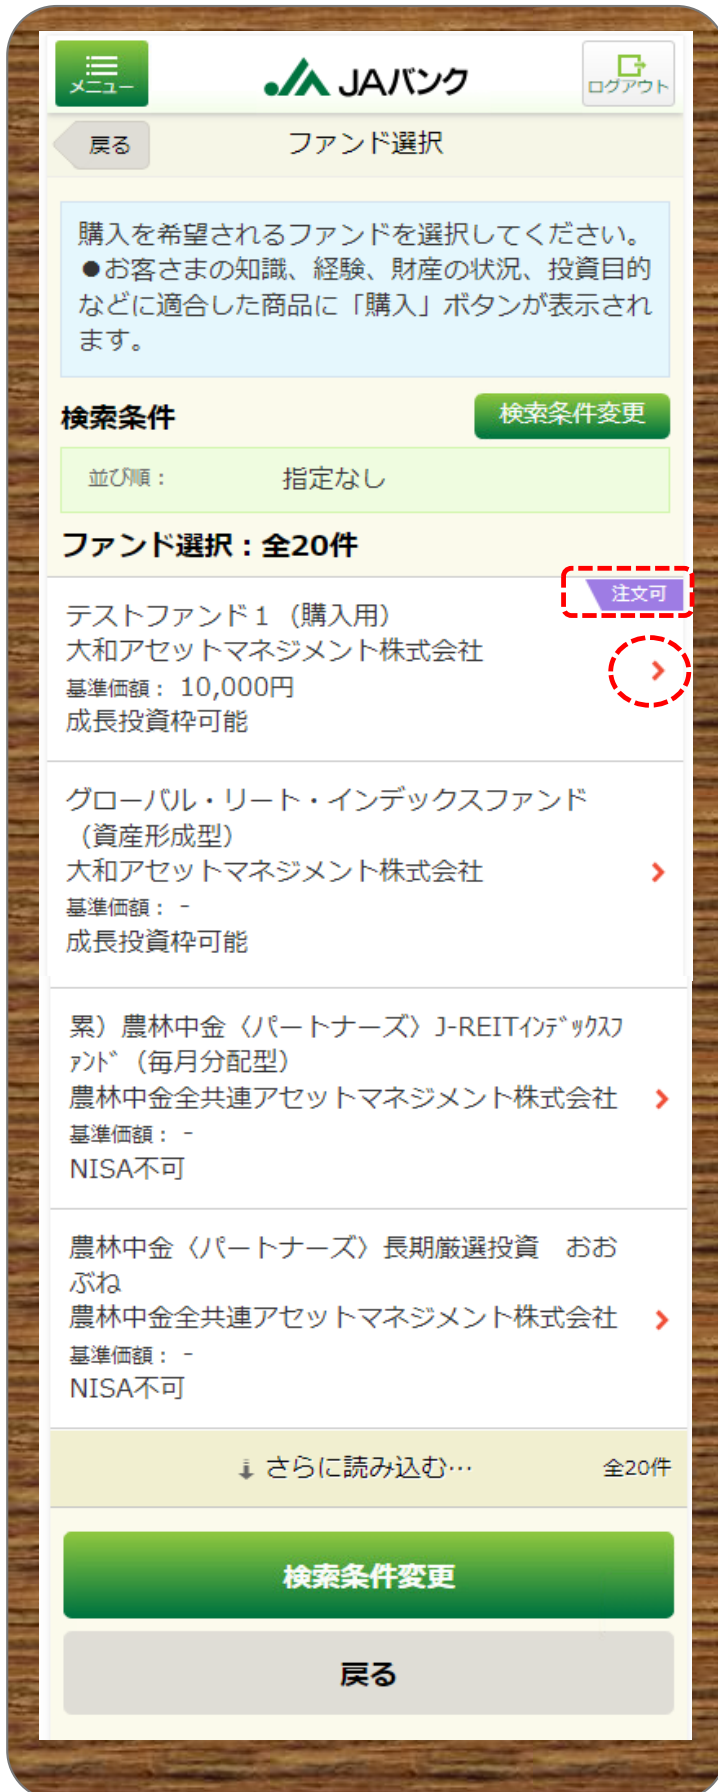 メニュー
JAバンク
ログアウト
戻る
ファンド選択
購入を希望されるファンドを選択してください。
●お客さまの知識、経験、財産の状況、投資目的
などに適合した商品に「購入」ボタンが表示され
ます。
検索条件
検索条件変更
並び順：
指定なし
ファンド選択：全20件
注文可
テストファンド１（購入用）
大和アセットマネジメント株式会社
基準価額： 10,000円
成長投資枠可能
グローバル・リート・インデックスファンド
（資産形成型）
大和アセットマネジメント株式会社
基準価額： -
成長投資枠可能
累）農林中金〈パートナーズ〉J-REITｲﾝﾃﾞｯｸｽﾌ
ｧﾝﾄﾞ（毎月分配型）
農林中金全共連アセットマネジメント株式会社
基準価額： -
NISA不可
農林中金〈パートナーズ〉長期厳選投資　おお
ぶね
農林中金全共連アセットマネジメント株式会社
基準価額： -
NISA不可
さらに読み込む…
全20件
検索条件変更
戻る